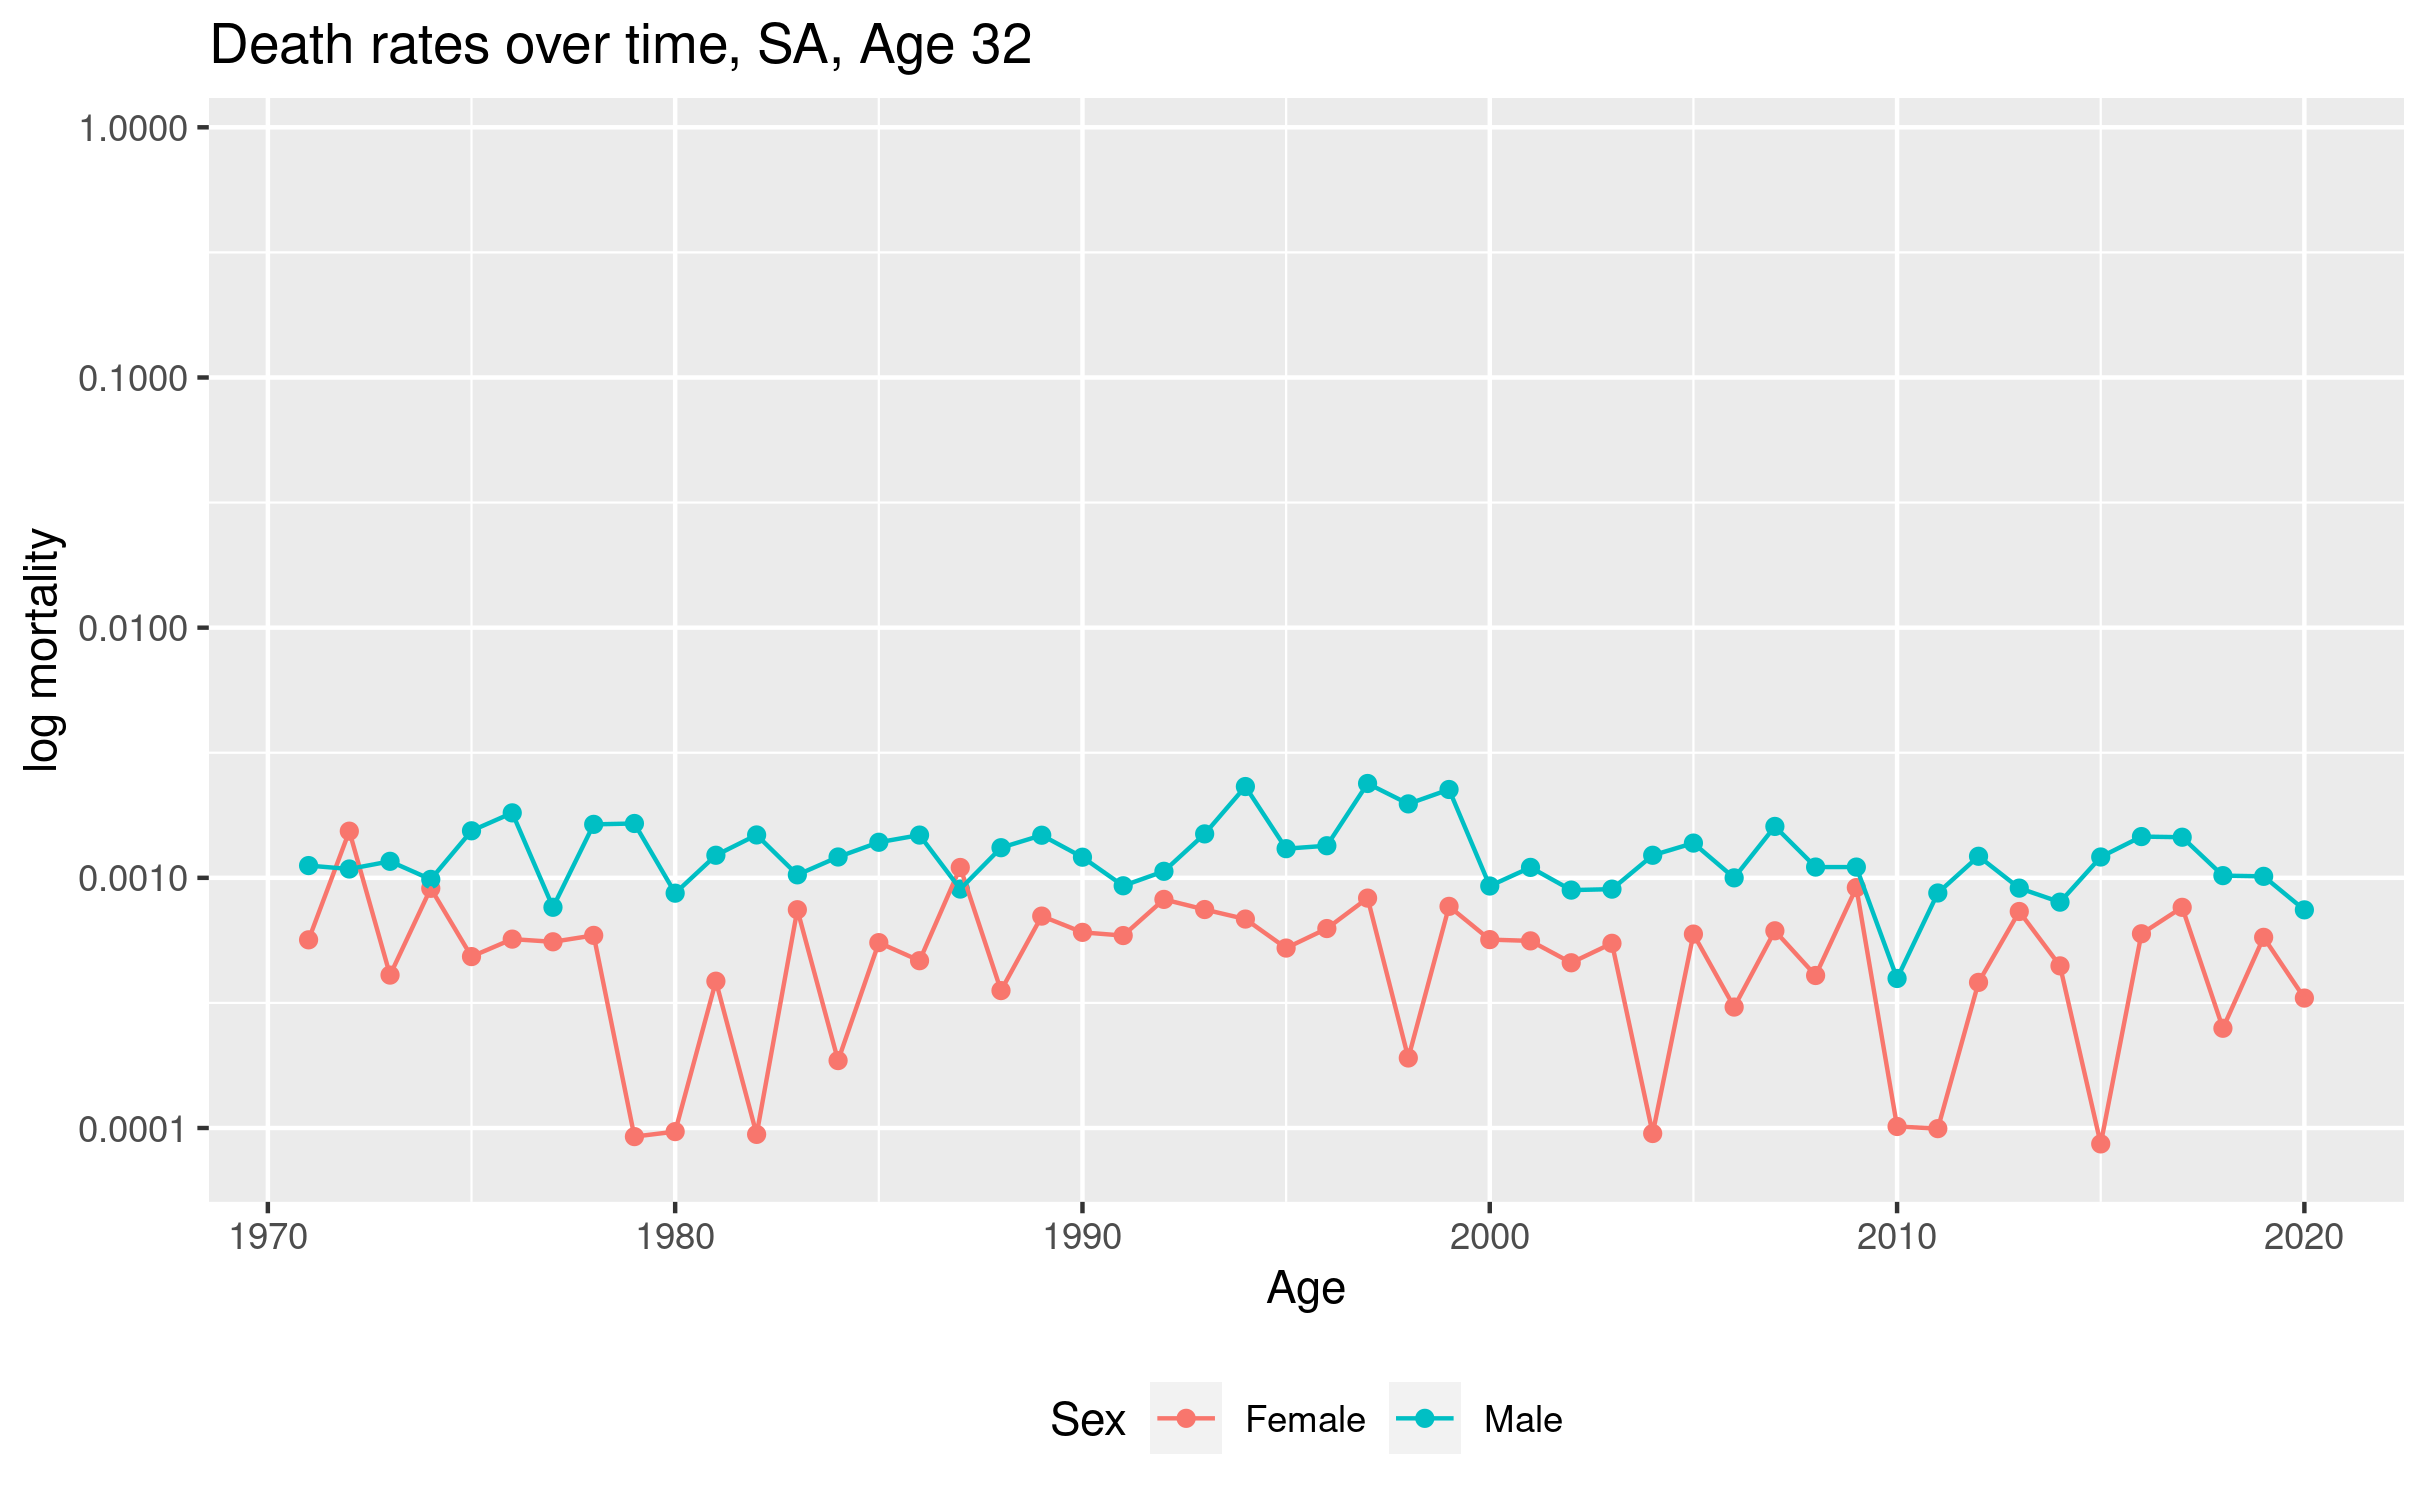 Death rates over time, SA, Age 32
log mortality
1.0000
0.1000
0.0100
0.0010
0.0001
1970 1980 1990 2000 2010 2020
Age
Sex Female Male